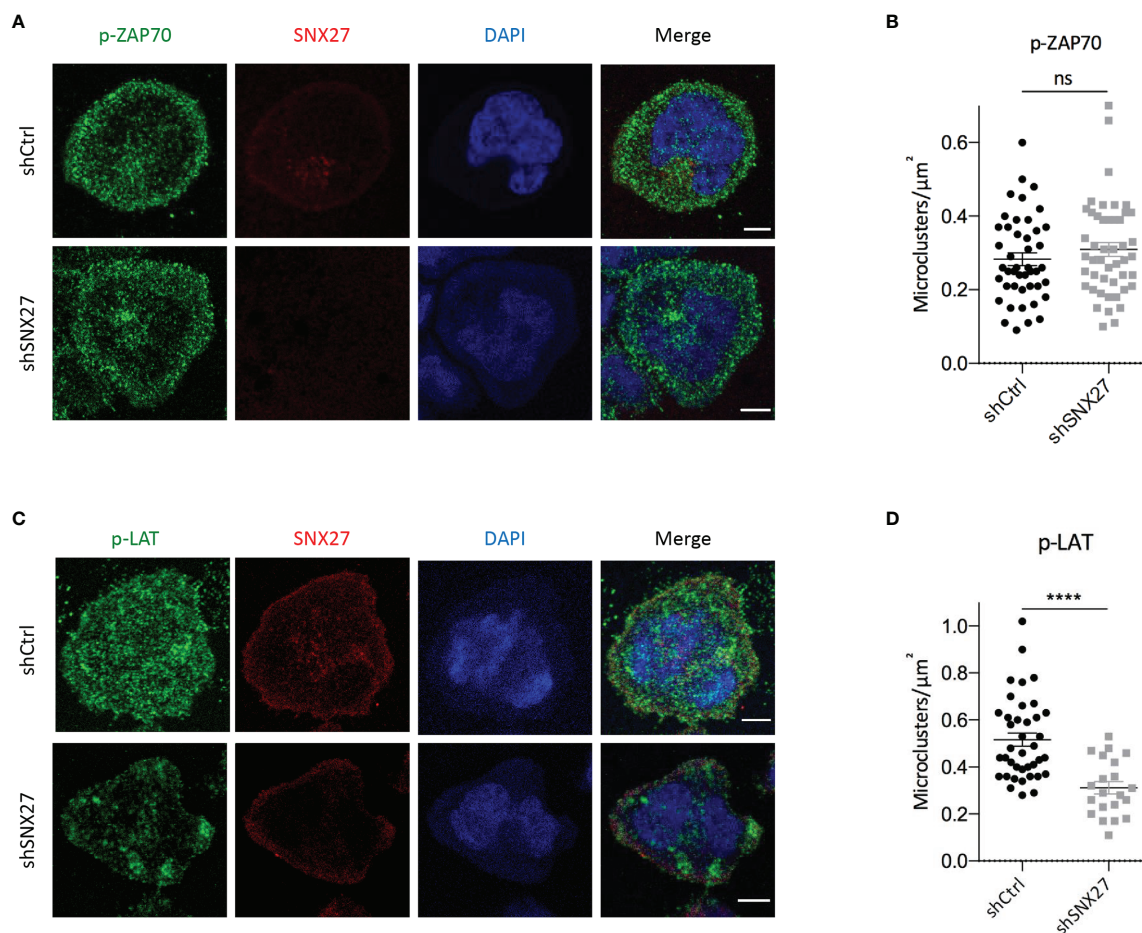 A
p-ZAP70 SNX27 DAPI Merge
shCtrl
shSNX27
B
p-ZAP70
ns
Microclusters/μm²
0.6
0.4
0.2
0.0
shCtrl shSNX27
C
p-LAT SNX27 DAPI Merge
shCtrl
shSNX27
D
p-LAT
****
Microclusters/μm²
1.0
0.8
0.6
0.4
0.2
0.0
shCtrl shSNX27